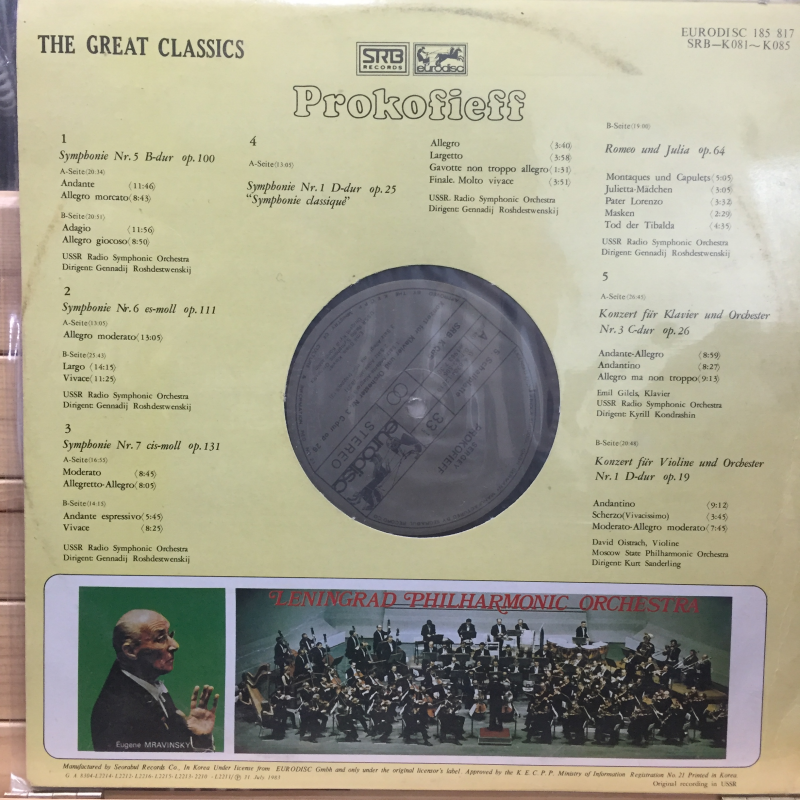 THE GREAT CLASSICS
SRB
RECORDS
eurodisc
EURODISC 185 817
SRB-K081~K085
Prokofieff
1
Symphonie Nr.5 B-dur op.100
A-Seite(20:34)
Andante (11:46)
Allegro morcato(8:43)
B-Seite(20:51)
Adagio (11:56)
Allegro giocoso(8:50)
USSR Radio Symphonic Orchestra
Dirigent: Gennadij Roshdestwenskij
2
Symphonie Nr.6 es-moll op.111
A-Seite(13:05)
Allegro moderato(13:05)
B-Seite(25:43)
Largo (14:15)
Vivace(11:25)
USSR Radio Symphonic Orchestra
Dirigent: Gennadij Roshdestwenskij
3
Symphonie Nr.7 cis-moll op.131
A-Seite(16:55)
Moderato (8:45)
Allegretto-Allegro(8:05)
B-Seite(14:15)
Andante espressivo(5:45)
Vivace (8:25)
USSR Radio Symphonic Orchestra
Dirigent: Gennadij Roshdestwenskij
4
A-Seite(13:05)
Symphonie Nr.1 D-dur op.25
"Symphonie classique"
Allegro (3:40)
Largetto (3:58)
Gavotte non troppo allegro(1:31)
Finale. Molto vivace (3:51)
USSR. Radio Symphonic Orchestra
Dirigent: Gennadij Roshdestwenskij
B-Seite(19:00)
Romeo und Julia op.64
Montaques und Capulets(5:05)
Julietta-Mädchen (3:05)
Pater Lorenzo (3:32)
Masken (2:29)
Tod der Tibalda (4:35)
USSR Radio Symphonic Orchestra
Dirigent: Gennadij Roshdestwenskij
5
A-Seite(26:45)
Konzert für Klavier und Orchester
Nr.3 C-dur op.26
Andante-Allegro (8:59)
Andantino (8:27)
Allegro ma non troppo(9:13)
Emil Gilels, Klavier
USSR Radio Symphonic Orchestra
Dirigent: Kyrill Kondrashin
B-Seite(20:48)
Konzert für Violine und Orchester
Nr.1 D-dur op.19
Andantino (9:12)
Scherzo(Vivacissimo) (3:45)
Moderato-Allegro moderato(7:45)
David Oistrach, Violine
Moscow State Philharmonic Orchestra
Dirigent: Kurt Sanderling
33
STEREO
eurodisc
PROKOFIEFF
Eugene MRAVINSKY
LENINGRAD PHILHARMONIC ORCHESTRA
Manufactured by Seorabul Records Co., In Korea Under license from EURODISC Gmbh and only under the original licensor's label. Approved by the K.E.C.P.P. Ministry of Information Registration No.21 Printed in Korea
31 July 1983
Original recording in USSR